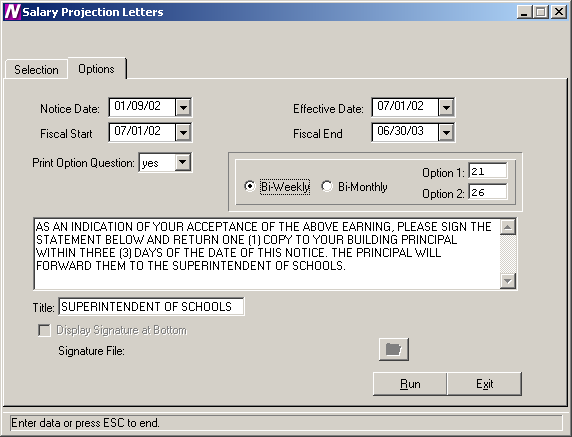 N Salary Projection Letters
Selection Options
Notice Date: 01/09/02 Effective Date: 07/01/02
Fiscal Start 07/01/02 Fiscal End 06/30/03
Print Option Question: yes
Bi-Weekly Bi-Monthly Option 1: 21
Option 2: 26
AS AN INDICATION OF YOUR ACCEPTANCE OF THE ABOVE EARNING, PLEASE SIGN THE
STATEMENT BELOW AND RETURN ONE (1) COPY TO YOUR BUILDING PRINCIPAL
WITHIN THREE (3) DAYS OF THE DATE OF THIS NOTICE. THE PRINCIPAL WILL
FORWARD THEM TO THE SUPERINTENDENT OF SCHOOLS.
Title: SUPERINTENDENT OF SCHOOLS
Display Signature at Bottom
Signature File:
Run Exit
Enter data or press ESC to end.